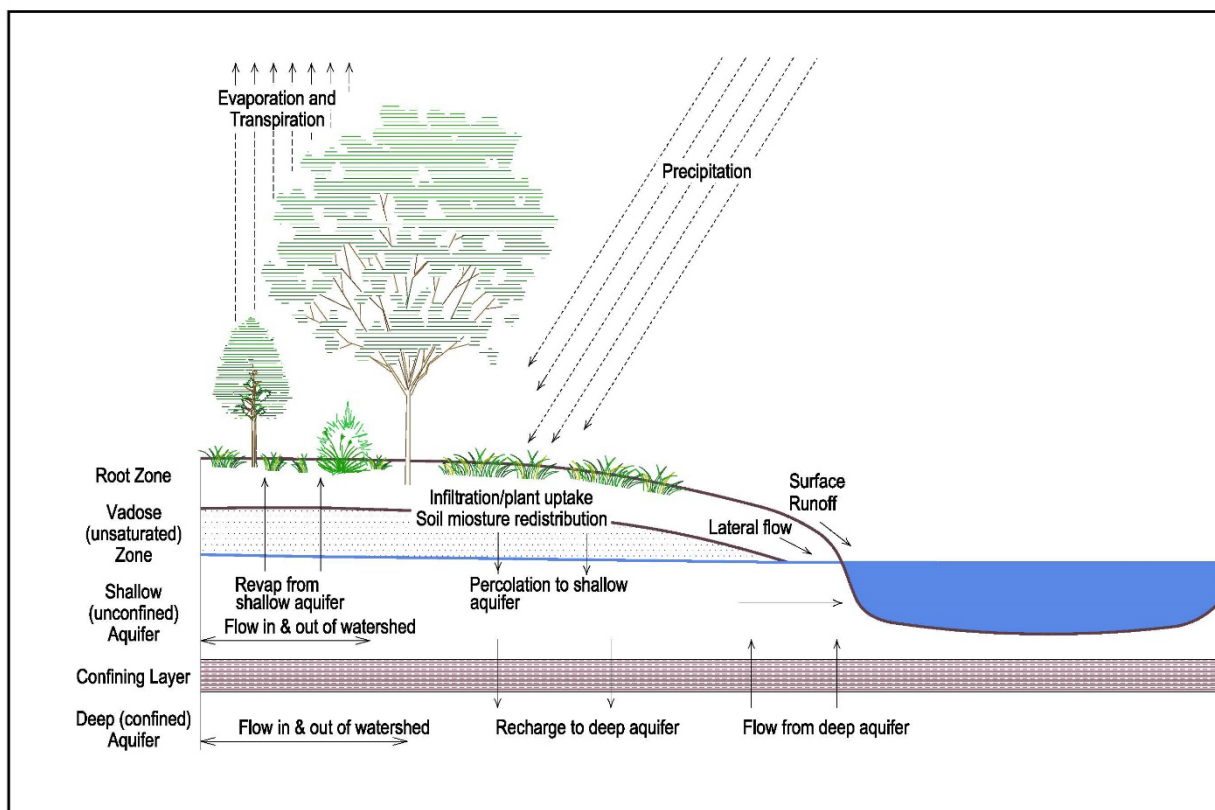 Evaporation and
Transpiration
Precipitation
Root Zone
Vadose
(unsaturated)
Zone
Shallow
(unconfined)
Aquifer
Confining Layer
Deep (confined)
Aquifer
Infiltration/plant uptake
Soil miosture redistribution
Surface
Runoff
Lateral flow
Revap from
shallow aquifer
Percolation to shallow
aquifer
Flow in & out of watershed
Flow in & out of watershed
Recharge to deep aquifer
Flow from deep aquifer